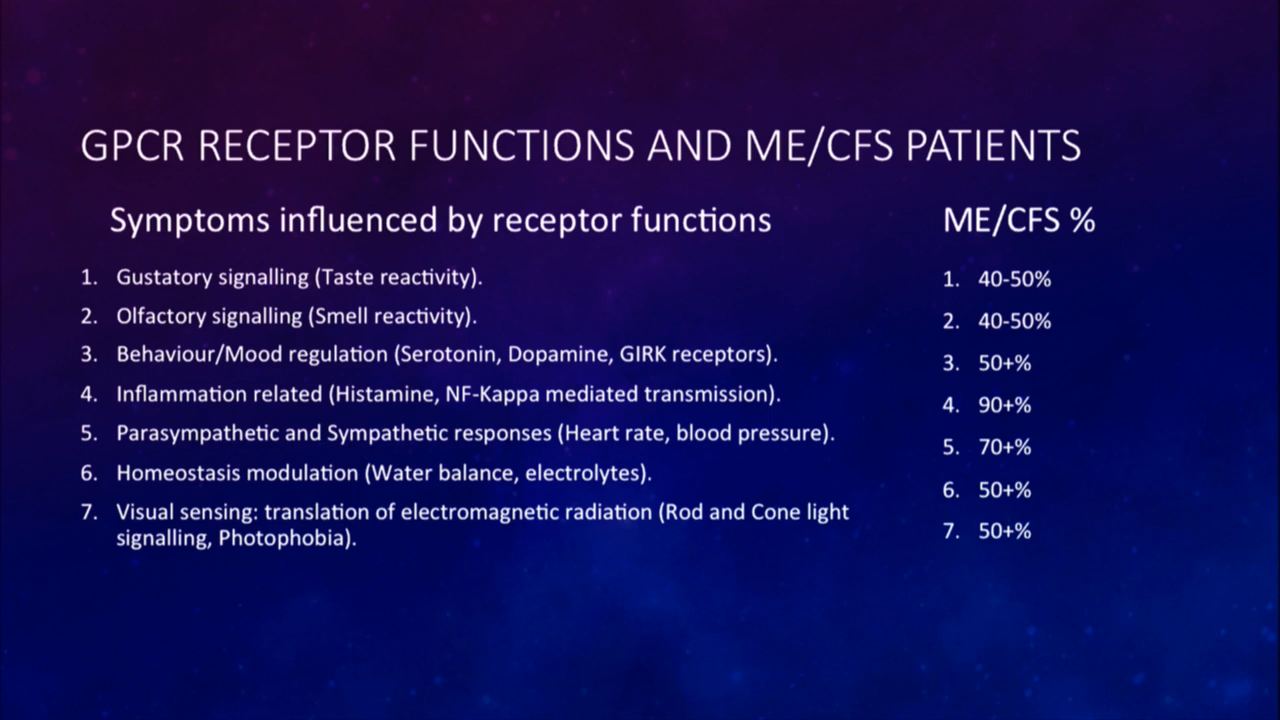 GPCR RECEPTOR FUNCTIONS AND ME/CFS PATIENTS
Symptoms influenced by receptor functions
1. Gustatory signalling (Taste reactivity).
2. Olfactory signalling (Smell reactivity).
3. Behaviour/Mood regulation (Serotonin, Dopamine, GIRK receptors).
4. Inflammation related (Histamine, NF-Kappa mediated transmission).
5. Parasympathetic and Sympathetic responses (Heart rate, blood pressure).
6. Homeostasis modulation (Water balance, electrolytes).
7. Visual sensing: translation of electromagnetic radiation (Rod and Cone light
signalling, Photophobia).
ME/CFS %
1. 40-50%
2. 40-50%
3. 50+%
4. 90+%
5. 70+%
6. 50+%
7. 50+%